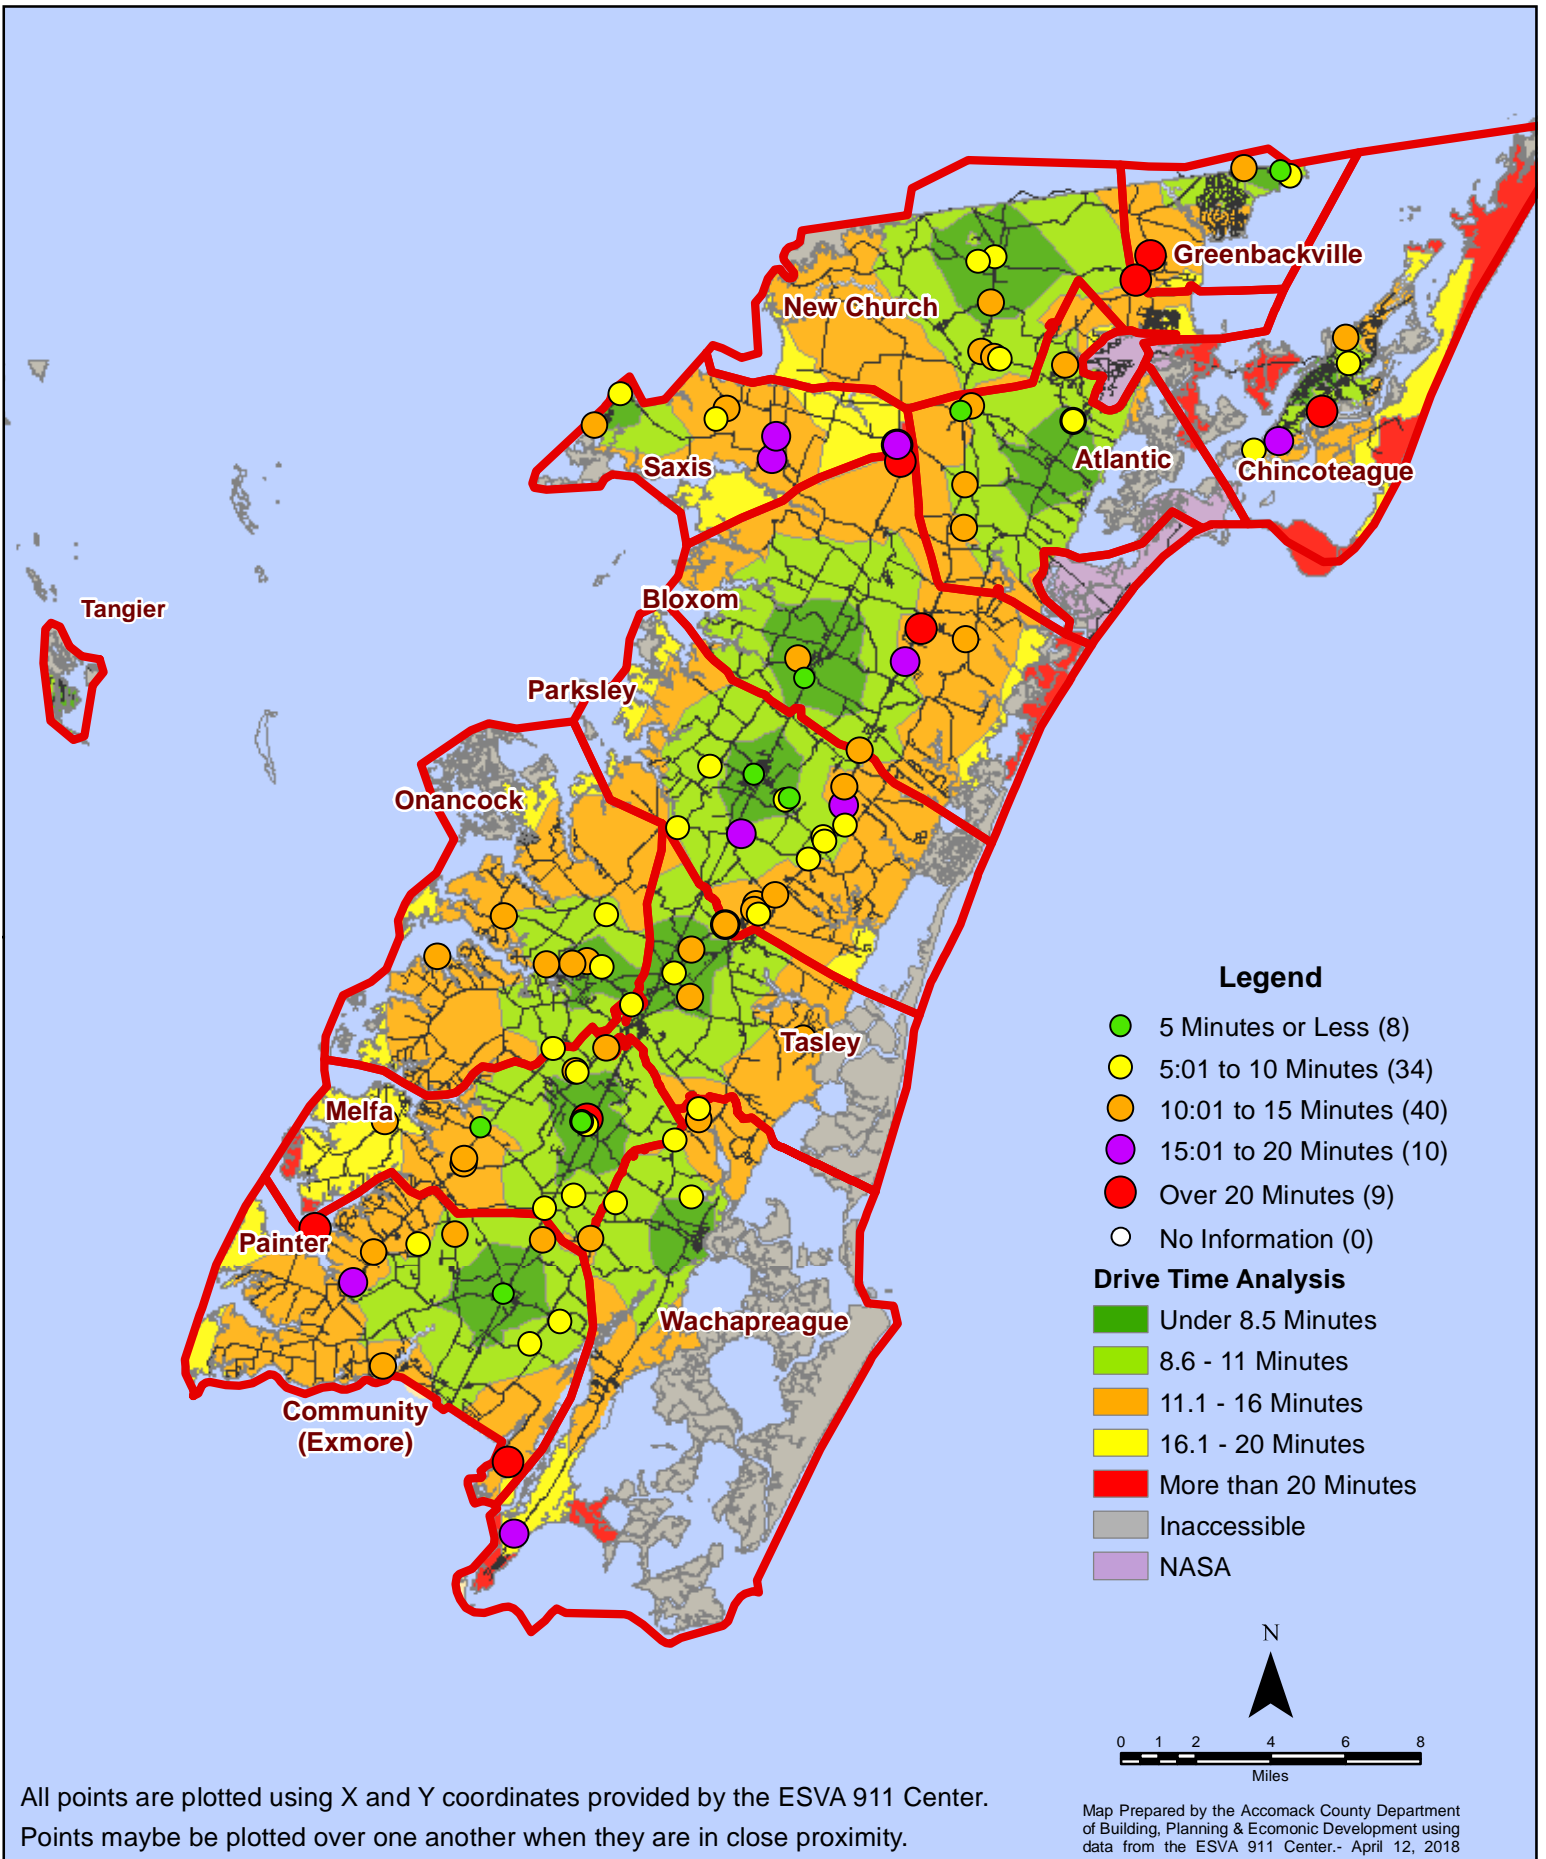 Greenbackville
New Church
Atlantic
Chincoteague
Saxis
Bloxom
Tangier
Parksley
Onancock
Tasley
Melfa
Painter
Wachapreague
Community
(Exmore)
Legend
5 Minutes or Less (8)
5:01 to 10 Minutes (34)
10:01 to 15 Minutes (40)
15:01 to 20 Minutes (10)
Over 20 Minutes (9)
No Information (0)
Drive Time Analysis
Under 8.5 Minutes
8.6 - 11 Minutes
11.1 - 16 Minutes
16.1 - 20 Minutes
More than 20 Minutes
Inaccessible
NASA
N
0 1 2 4 6 8
Miles
All points are plotted using X and Y coordinates provided by the ESVA 911 Center.
Points maybe be plotted over one another when they are in close proximity.
Map Prepared by the Accomack County Department
of Building, Planning & Ecomonic Development using
data from the ESVA 911 Center.- April 12, 2018